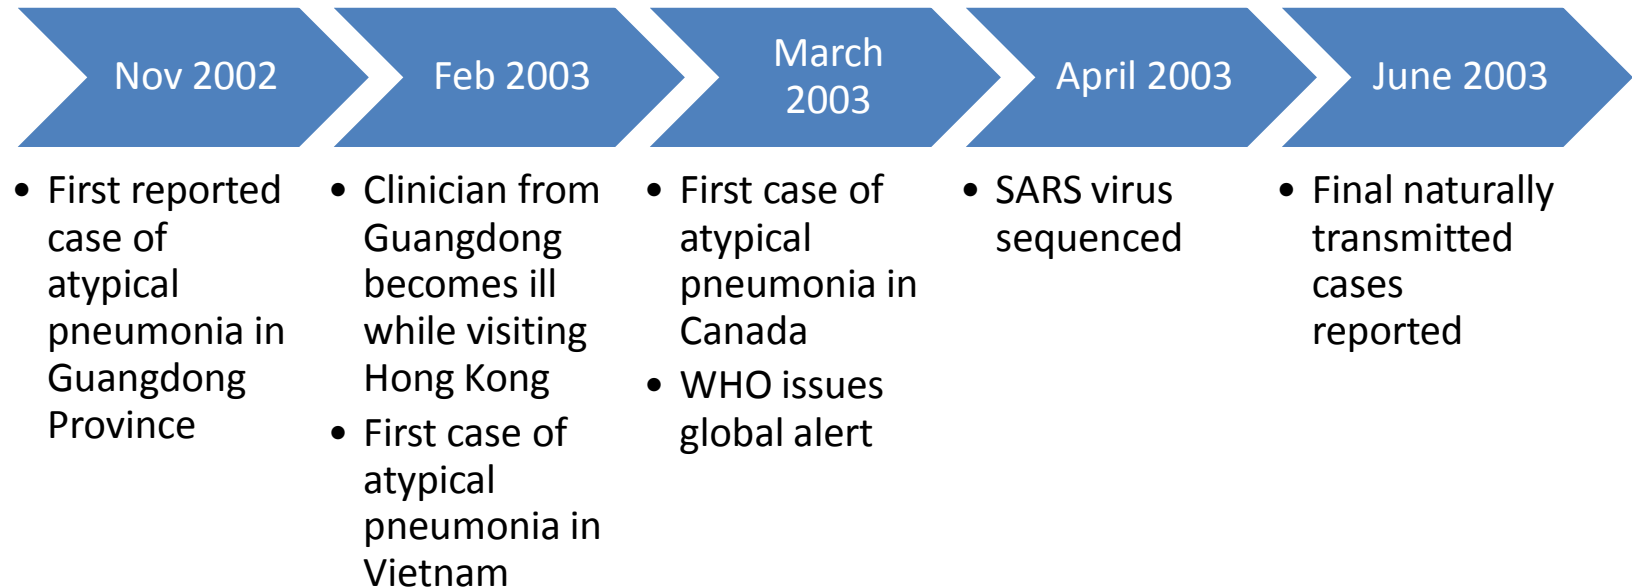 Nov 2002
Feb 2003
March
2003
April 2003
June 2003
• First reported
case of
atypical
pneumonia in
Guangdong
Province
• Clinician from
Guangdong
becomes ill
while visiting
Hong Kong
• First case of
atypical
pneumonia in
Vietnam
• First case of
atypical
pneumonia in
Canada
• WHO issues
global alert
• SARS virus
sequenced
• Final naturally
transmitted
cases
reported